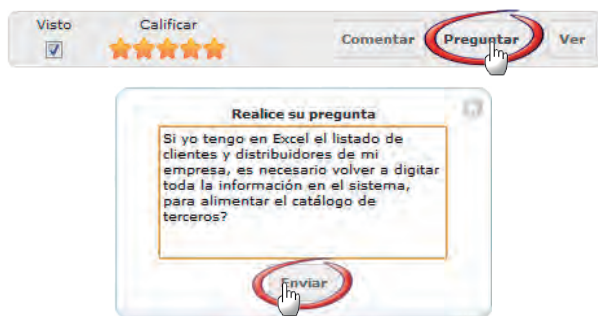 Visto Calificar
Comentar Preguntar Ver
Realice su pregunta
Si yo tengo en Excel el listado de
clientes y distribuidores de mi
empresa, es necesario volver a digitar
toda la información en el sistema,
para alimentar el catálogo de
terceros?
Enviar